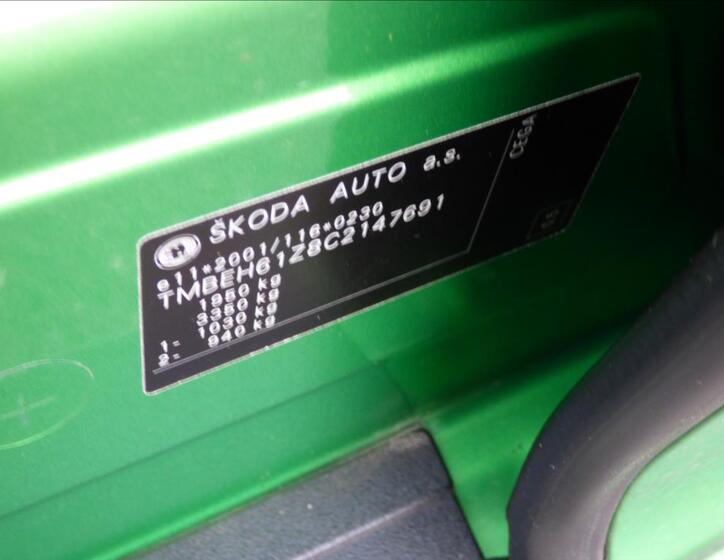 ŠKODA AUTO a.s.
e11*2001/116*0230
TMBEH61Z8C2147691
1950 kg
3350 kg
1= 1030 kg
2= 940 kg
CEGA